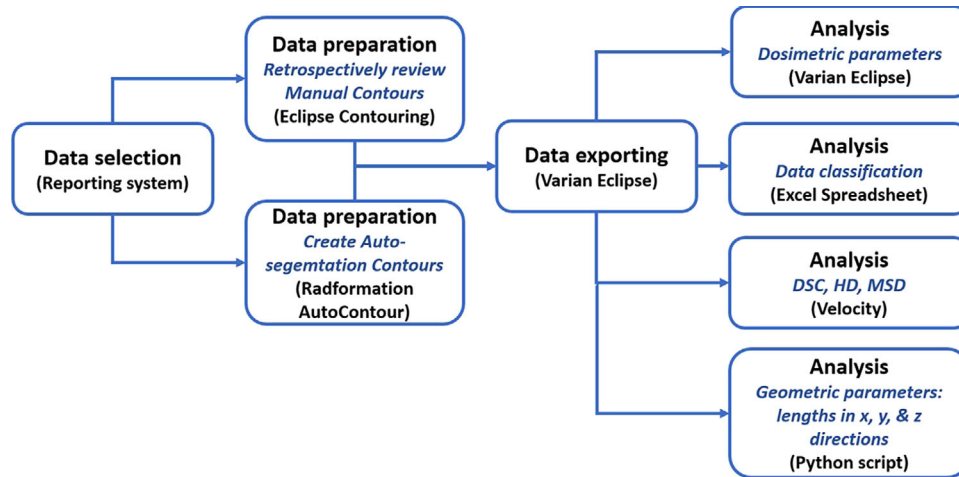 Data selection
(Reporting system)
Data preparation
Retrospectively review
Manual Contours
(Eclipse Contouring)
Data preparation
Create Auto-
segemtation Contours
(Radformation
AutoContour)
Data exporting
(Varian Eclipse)
Analysis
Dosimetric parameters
(Varian Eclipse)
Analysis
Data classification
(Excel Spreadsheet)
Analysis
DSC, HD, MSD
(Velocity)
Analysis
Geometric parameters:
lengths in x, y, & z
directions
(Python script)